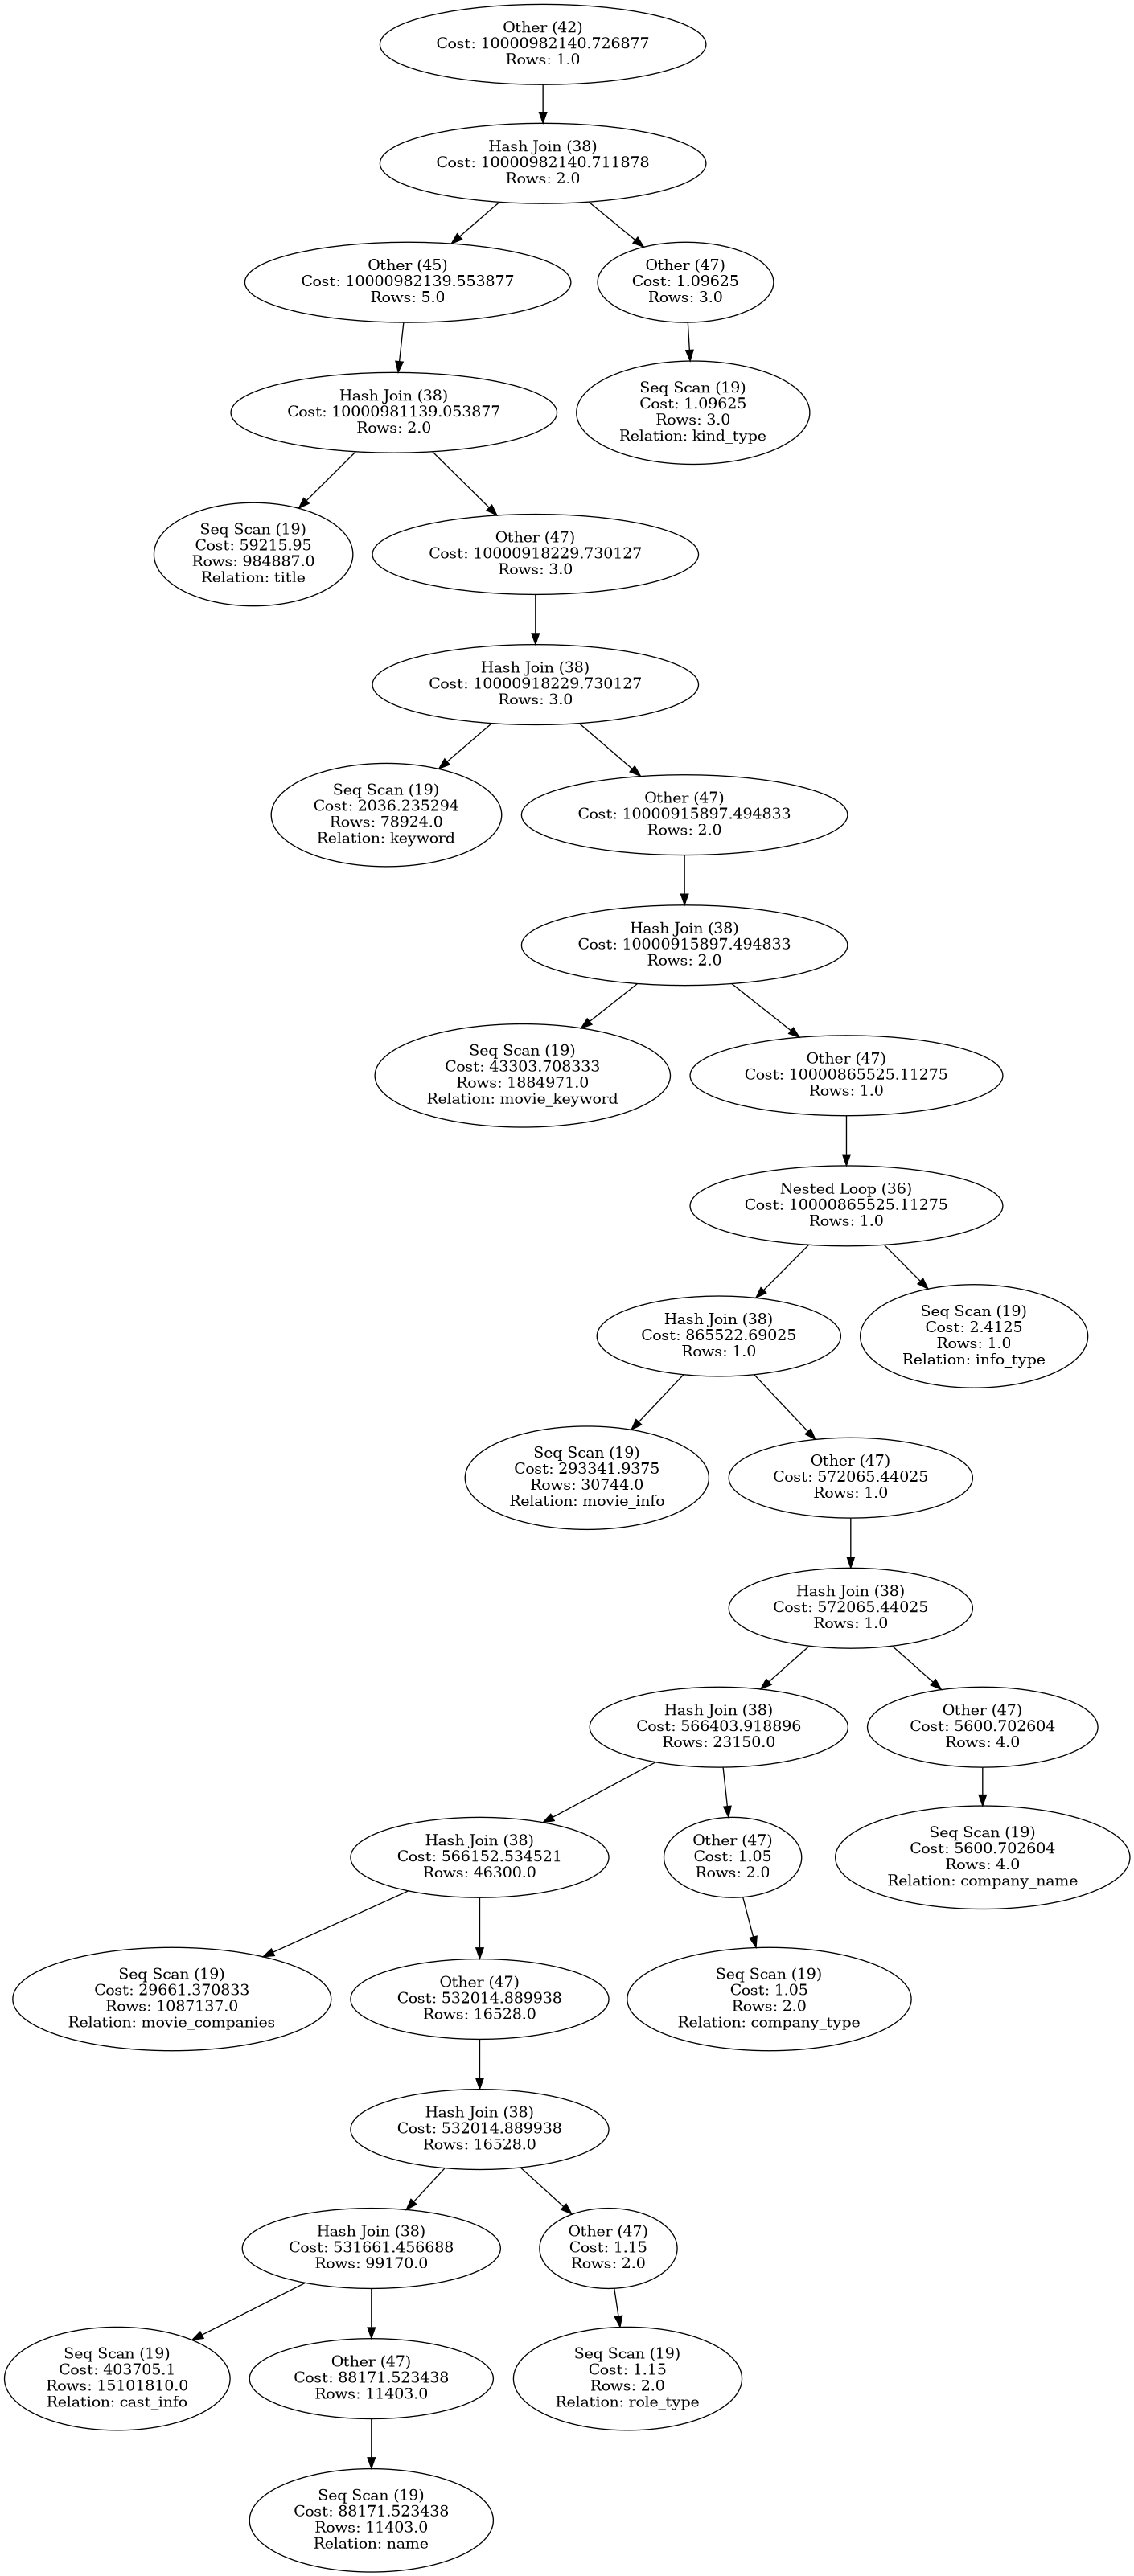 Other (42)
Cost: 10000982140.726877
Rows: 1.0
Hash Join (38)
Cost: 10000982140.711878
Rows: 2.0
Other (45)
Cost: 10000982139.553877
Rows: 5.0
Other (47)
Cost: 1.09625
Rows: 3.0
Hash Join (38)
Cost: 10000981139.053877
Rows: 2.0
Seq Scan (19)
Cost: 1.09625
Rows: 3.0
Relation: kind_type
Seq Scan (19)
Cost: 59215.95
Rows: 984887.0
Relation: title
Other (47)
Cost: 10000918229.730127
Rows: 3.0
Hash Join (38)
Cost: 10000918229.730127
Rows: 3.0
Seq Scan (19)
Cost: 2036.235294
Rows: 78924.0
Relation: keyword
Other (47)
Cost: 10000915897.494833
Rows: 2.0
Hash Join (38)
Cost: 10000915897.494833
Rows: 2.0
Seq Scan (19)
Cost: 43303.708333
Rows: 1884971.0
Relation: movie_keyword
Other (47)
Cost: 10000865525.11275
Rows: 1.0
Nested Loop (36)
Cost: 10000865525.11275
Rows: 1.0
Hash Join (38)
Cost: 865522.69025
Rows: 1.0
Seq Scan (19)
Cost: 2.4125
Rows: 1.0
Relation: info_type
Seq Scan (19)
Cost: 293341.9375
Rows: 30744.0
Relation: movie_info
Other (47)
Cost: 572065.44025
Rows: 1.0
Hash Join (38)
Cost: 572065.44025
Rows: 1.0
Hash Join (38)
Cost: 566403.918896
Rows: 23150.0
Other (47)
Cost: 5600.702604
Rows: 4.0
Hash Join (38)
Cost: 566152.534521
Rows: 46300.0
Other (47)
Cost: 1.05
Rows: 2.0
Seq Scan (19)
Cost: 5600.702604
Rows: 4.0
Relation: company_name
Seq Scan (19)
Cost: 29661.370833
Rows: 1087137.0
Relation: movie_companies
Other (47)
Cost: 532014.889938
Rows: 16528.0
Seq Scan (19)
Cost: 1.05
Rows: 2.0
Relation: company_type
Hash Join (38)
Cost: 532014.889938
Rows: 16528.0
Hash Join (38)
Cost: 531661.456688
Rows: 99170.0
Other (47)
Cost: 1.15
Rows: 2.0
Seq Scan (19)
Cost: 403705.1
Rows: 15101810.0
Relation: cast_info
Other (47)
Cost: 88171.523438
Rows: 11403.0
Seq Scan (19)
Cost: 1.15
Rows: 2.0
Relation: role_type
Seq Scan (19)
Cost: 88171.523438
Rows: 11403.0
Relation: name